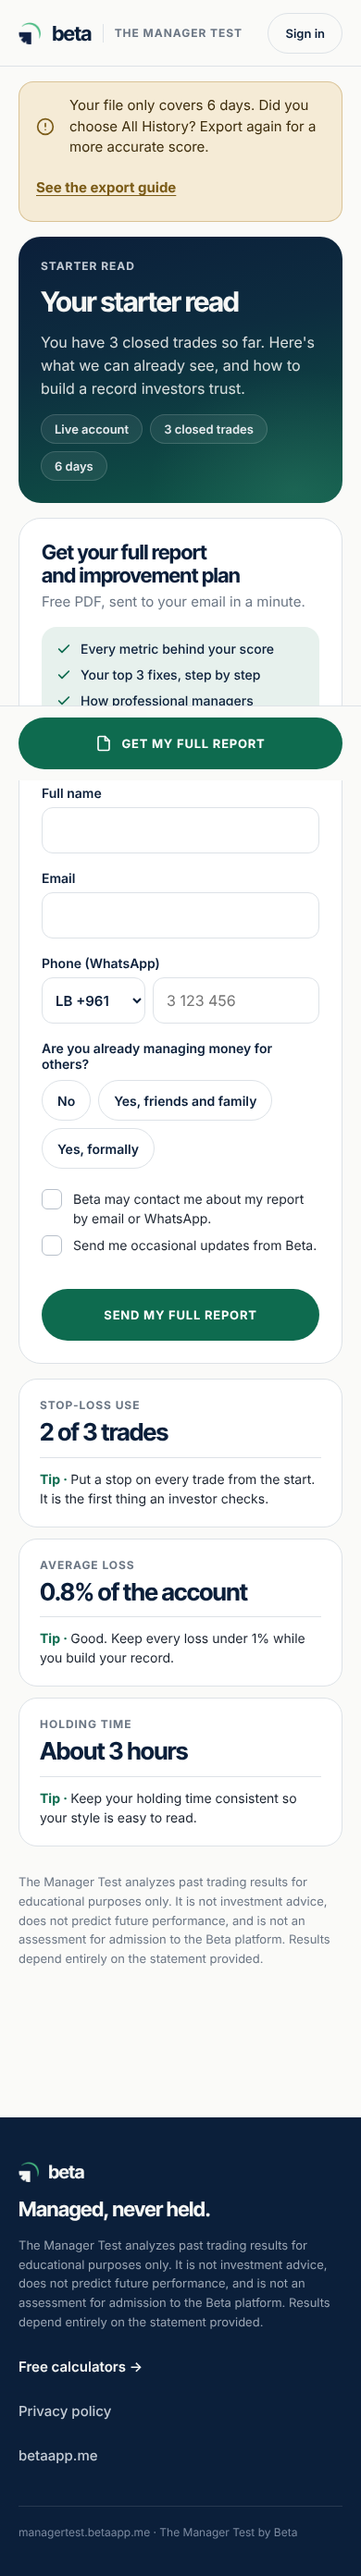 beta
THE MANAGER TEST
Sign in
Your file only covers 6 days. Did you
choose All History? Export again for a
more accurate score.
See the export guide
STARTER READ
Your starter read
You have 3 closed trades so far. Here's
what we can already see, and how to
build a record investors trust.
Live account
3 closed trades
6 days
Get your full report
and improvement plan
Free PDF, sent to your email in a minute.
Every metric behind your score
Your top 3 fixes, step by step
How professional managers
GET MY FULL REPORT
Full name
Email
Phone (WhatsApp)
LB +961
3 123 456
Are you already managing money for
others?
No
Yes, friends and family
Yes, formally
Beta may contact me about my report
by email or WhatsApp.
Send me occasional updates from Beta.
SEND MY FULL REPORT
STOP-LOSS USE
2 of 3 trades
Tip · Put a stop on every trade from the start.
It is the first thing an investor checks.
AVERAGE LOSS
0.8% of the account
Tip · Good. Keep every loss under 1% while
you build your record.
HOLDING TIME
About 3 hours
Tip · Keep your holding time consistent so
your style is easy to read.
The Manager Test analyzes past trading results for
educational purposes only. It is not investment advice,
does not predict future performance, and is not an
assessment for admission to the Beta platform. Results
depend entirely on the statement provided.
beta
Managed, never held.
The Manager Test analyzes past trading results for
educational purposes only. It is not investment advice,
does not predict future performance, and is not an
assessment for admission to the Beta platform. Results
depend entirely on the statement provided.
Free calculators →
Privacy policy
betaapp.me
managertest.betaapp.me · The Manager Test by Beta